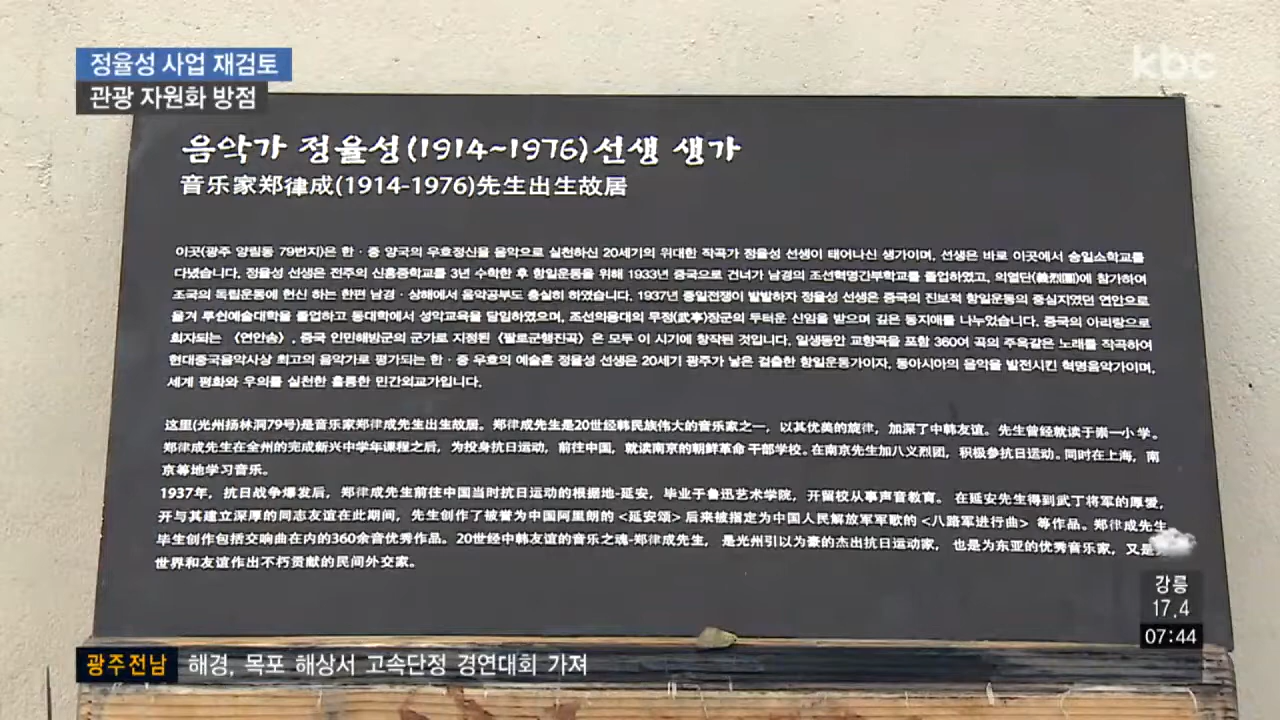 정율성 사업 재검토
관광 자원화 방점
kbc
음악가 정율성(1914~1976)선생 생가
音乐家郑律成(1914-1976)先生出生故居
이곳(광주 양림동 79번지)은 한·중 양국의 우호정신을 음악으로 실천하신 20세기의 위대한 작곡가 정율성 선생이 태어나신 생가이며, 선생은 바로 이곳에서 숭일소학교를
다녔습니다. 정율성 선생은 전주의 신흥중학교를 3년 수학한 후 항일운동을 위해 1933년 중국으로 건너가 남경의 조선혁명간부학교를 졸업하였고, 의열단(義烈團)에 참가하여
조국의 독립운동에 헌신 하는 한편 남경·상해에서 음악공부도 충실히 하였습니다. 1937년 중일전쟁이 발발하자 정율성 선생은 중국의 진보적 항일운동의 중심지였던 연안으로
옮겨 루쉰예술대학을 졸업하고 동대학에서 성악교육을 담임하였으며, 조선의용대의 무정(武亭)장군의 두터운 신임을 받으며 깊은 동지애를 나누었습니다. 중국의 아리랑으로
회자되는 〈연안송〉, 중국 인민해방군의 군가로 지정된 〈팔로군행진곡〉은 모두 이 시기에 창작된 것입니다. 일생동안 교향곡을 포함 360여 곡의 주옥같은 노래를 작곡하여
현대중국음악사상 최고의 음악가로 평가되는 한·중 우호의 예술혼 정율성 선생은 20세기 광주가 낳은 걸출한 항일운동가이자, 동아시아의 음악을 발전시킨 혁명음악가이며,
세계 평화와 우의를 실천한 훌륭한 민간외교가입니다.
这里(光州扬林洞79号)是音乐家郑律成先生出生故居。郑律成先生是20世经韩民族伟大的音乐家之一，以其优美的旋律，加深了中韩友谊。先生曾经就读于崇一小学。
郑律成先生在全州的完成新兴中学年课程之后，为投身抗日运动，前往中国，就读南京的朝鲜革命干部学校。在南京先生加八义烈团，积极参抗日运动。同时在上海，南
京等地学习音乐。
1937年，抗日战争爆发后，郑律成先生前往中国当时抗日运动的根据地-延安，毕业于鲁迅艺术学院，开留校从事声音教育。 在延安先生得到武丁将军的厚爱，
开与其建立深厚的同志友谊在此期间，先生创作了被誉为中国阿里朗的<延安颂>后来被指定为中国人民解放军军歌的<八路軍进行曲> 等作品。郑律成先生
毕生创作包括交响曲在内的360余音优秀作品。20世经中韩友谊的音乐之魂-郑律成先生， 是光州引以为豪的杰出抗日运动家， 也是为东亚的优秀音乐家，又是
世界和友谊作出不朽贡献的民间外交家。
강릉
17.4
07:44
광주전남 해경, 목포 해상서 고속단정 경연대회 가져